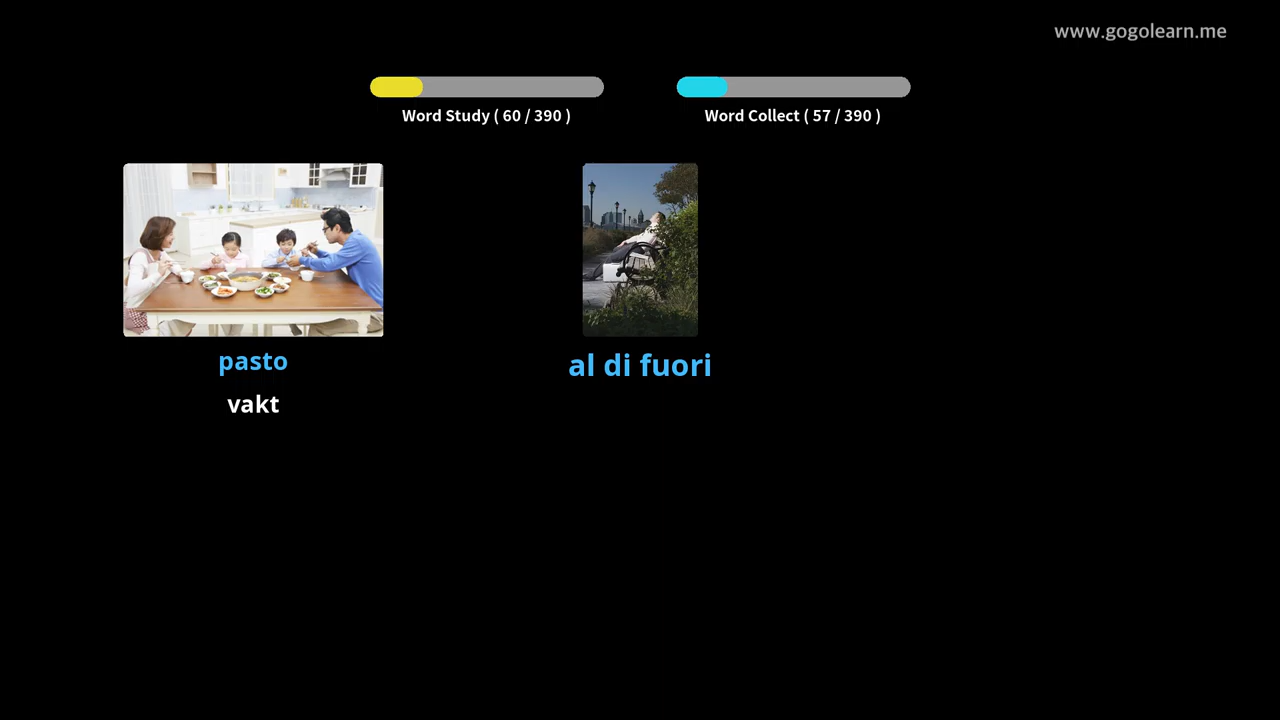 www.gogolearn.me
Word Study ( 60 / 390 )
Word Collect ( 57 / 390 )
pasto
vakt
al di fuori